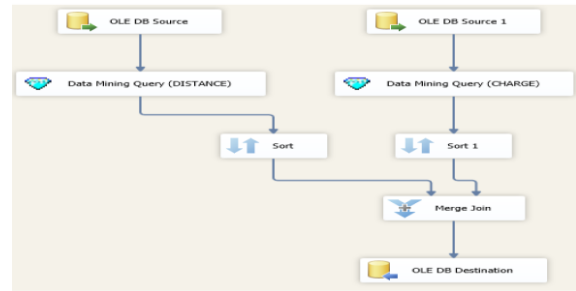 OLE DB Source
OLE DB Source 1
Data Mining Query (DISTANCE)
Data Mining Query (CHARGE)
Sort
Sort 1
Merge Join
OLE DB Destination